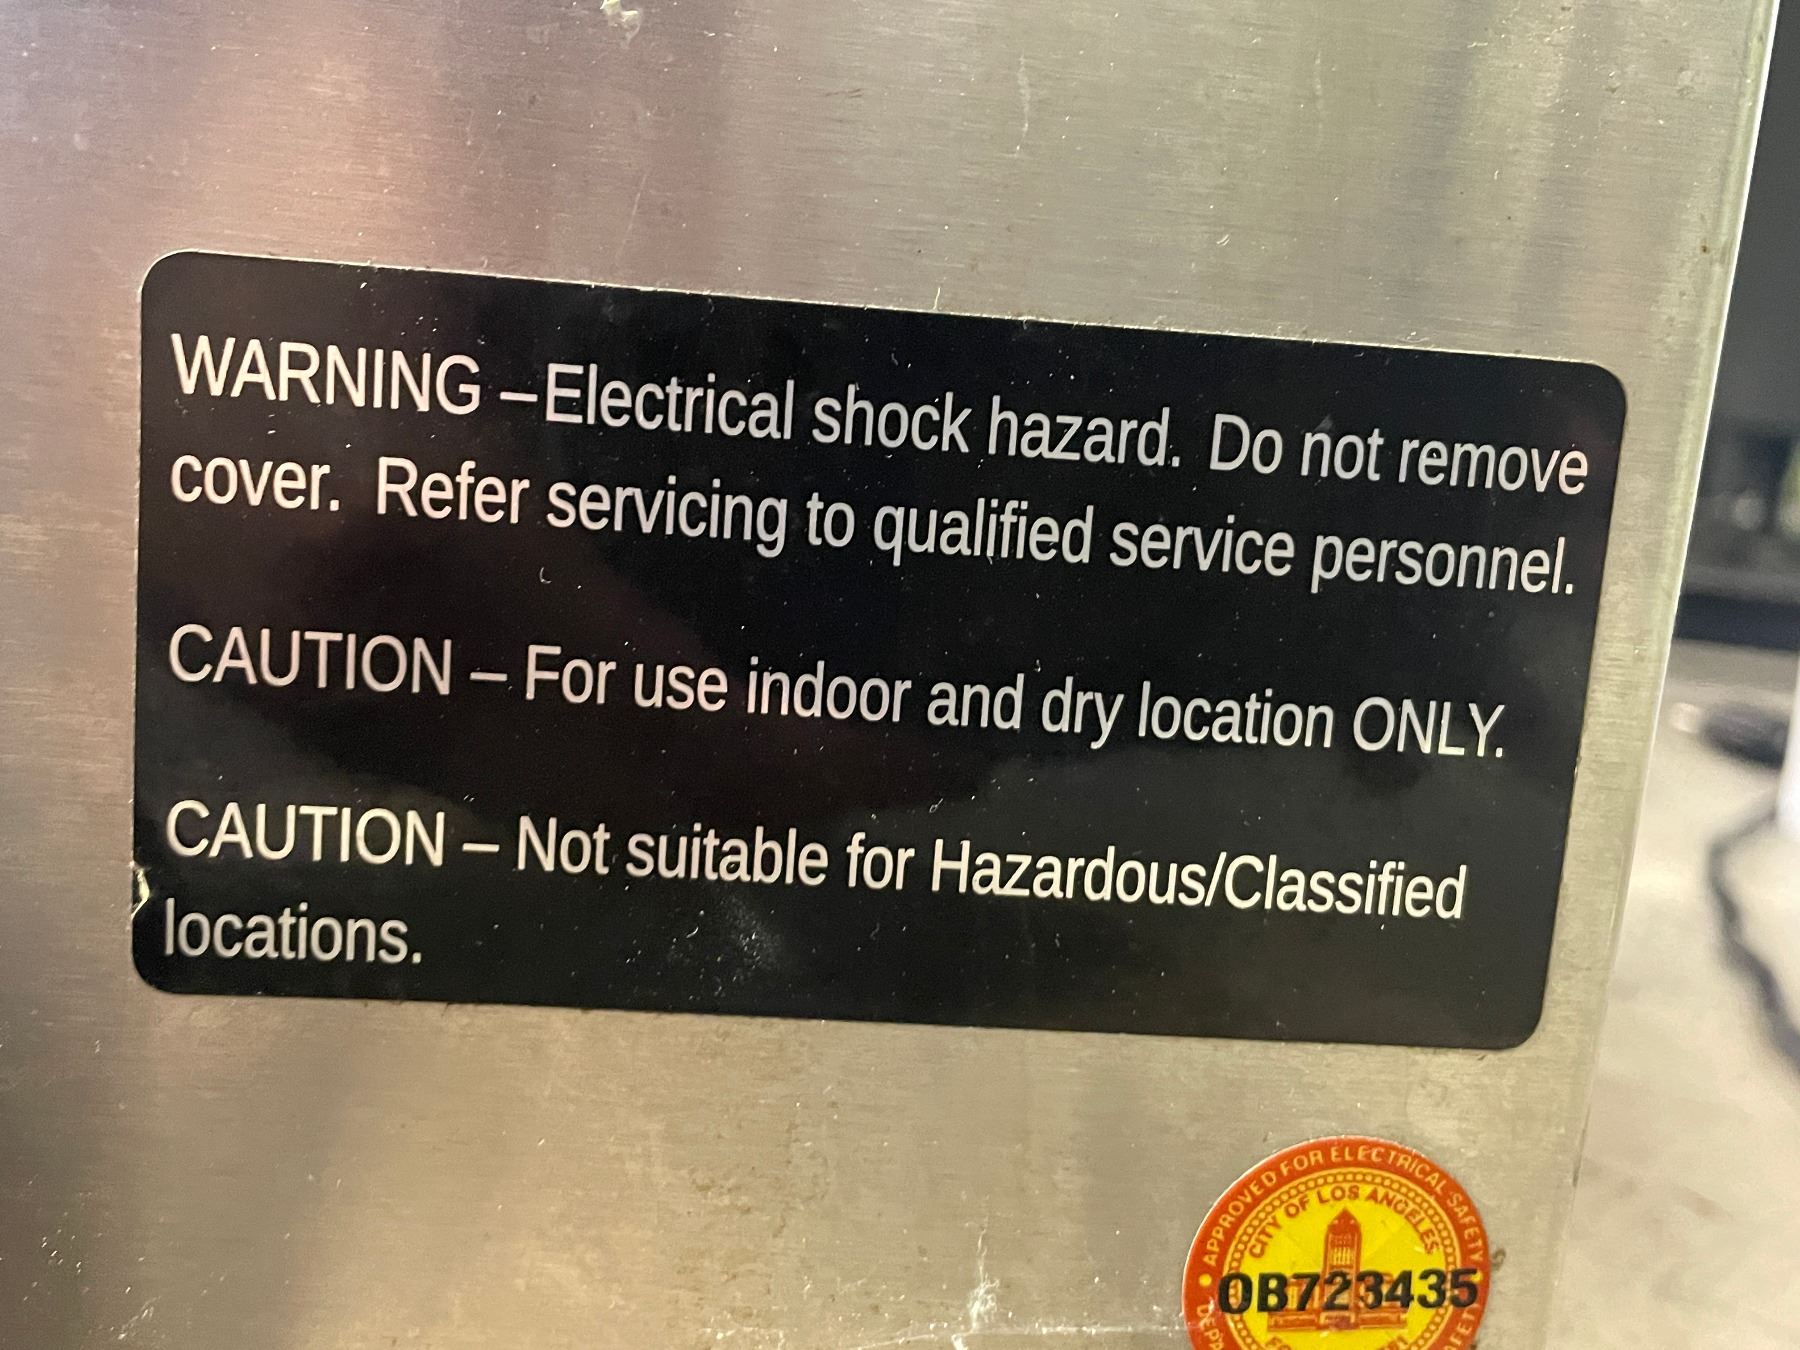 WARNING –Electrical shock hazard. Do not remove
cover. Refer servicing to qualified service personnel.
CAUTION – For use indoor and dry location ONLY.
CAUTION – Not suitable for Hazardous/Classified
locations.
APPROVED FOR ELECTRICAL SAFETY
CITY OF LOS ANGELES
0B723435